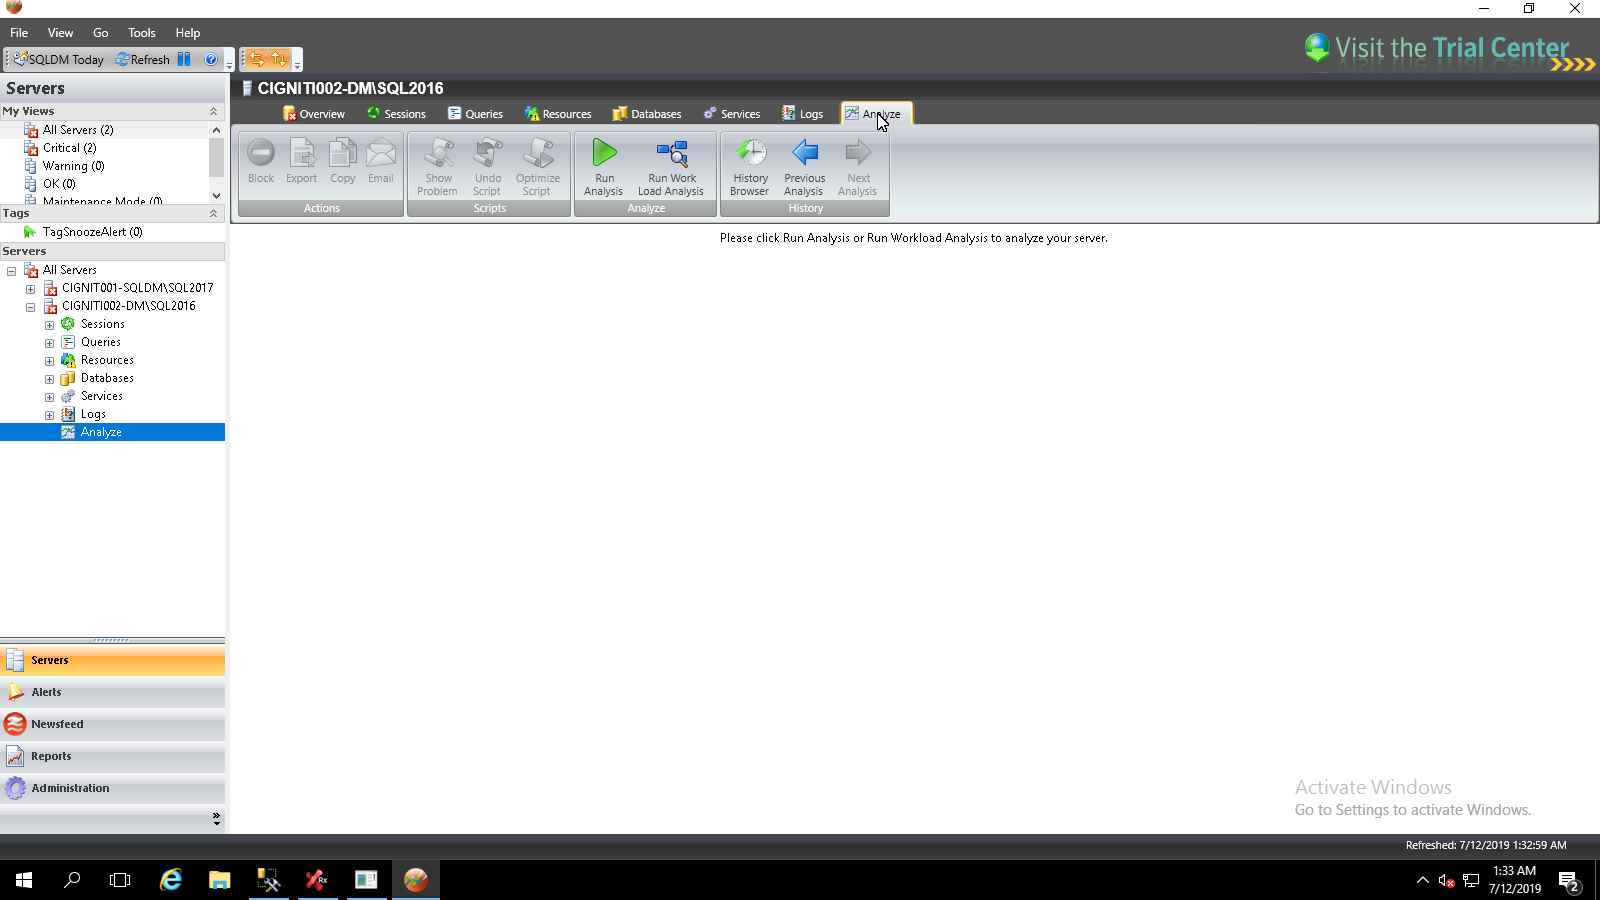 File View Go Tools Help
SQLDM Today Refresh
Visit the Trial Center
Servers
My Views
All Servers (2)
Critical (2)
Warning (0)
OK (0)
Maintenance Mode (0)
Tags
TagSnoozeAlert (0)
Servers
All Servers
CIGNIT001-SQLDM\SQL2017
CIGNITI002-DM\SQL2016
Sessions
Queries
Resources
Databases
Services
Logs
Analyze
Servers
Alerts
Newsfeed
Reports
Administration
CIGNITI002-DM\SQL2016
Overview Sessions Queries Resources Databases Services Logs Analyze
Block Export Copy Email
Actions
Show Problem
Undo Script
Optimize Script
Scripts
Run Analysis
Run Work Load Analysis
Analyze
History Browser
Previous Analysis
Next Analysis
History
Please click Run Analysis or Run Workload Analysis to analyze your server.
Activate Windows
Go to Settings to activate Windows.
Refreshed: 7/12/2019 1:32:59 AM
Rx
1:33 AM
7/12/2019
2